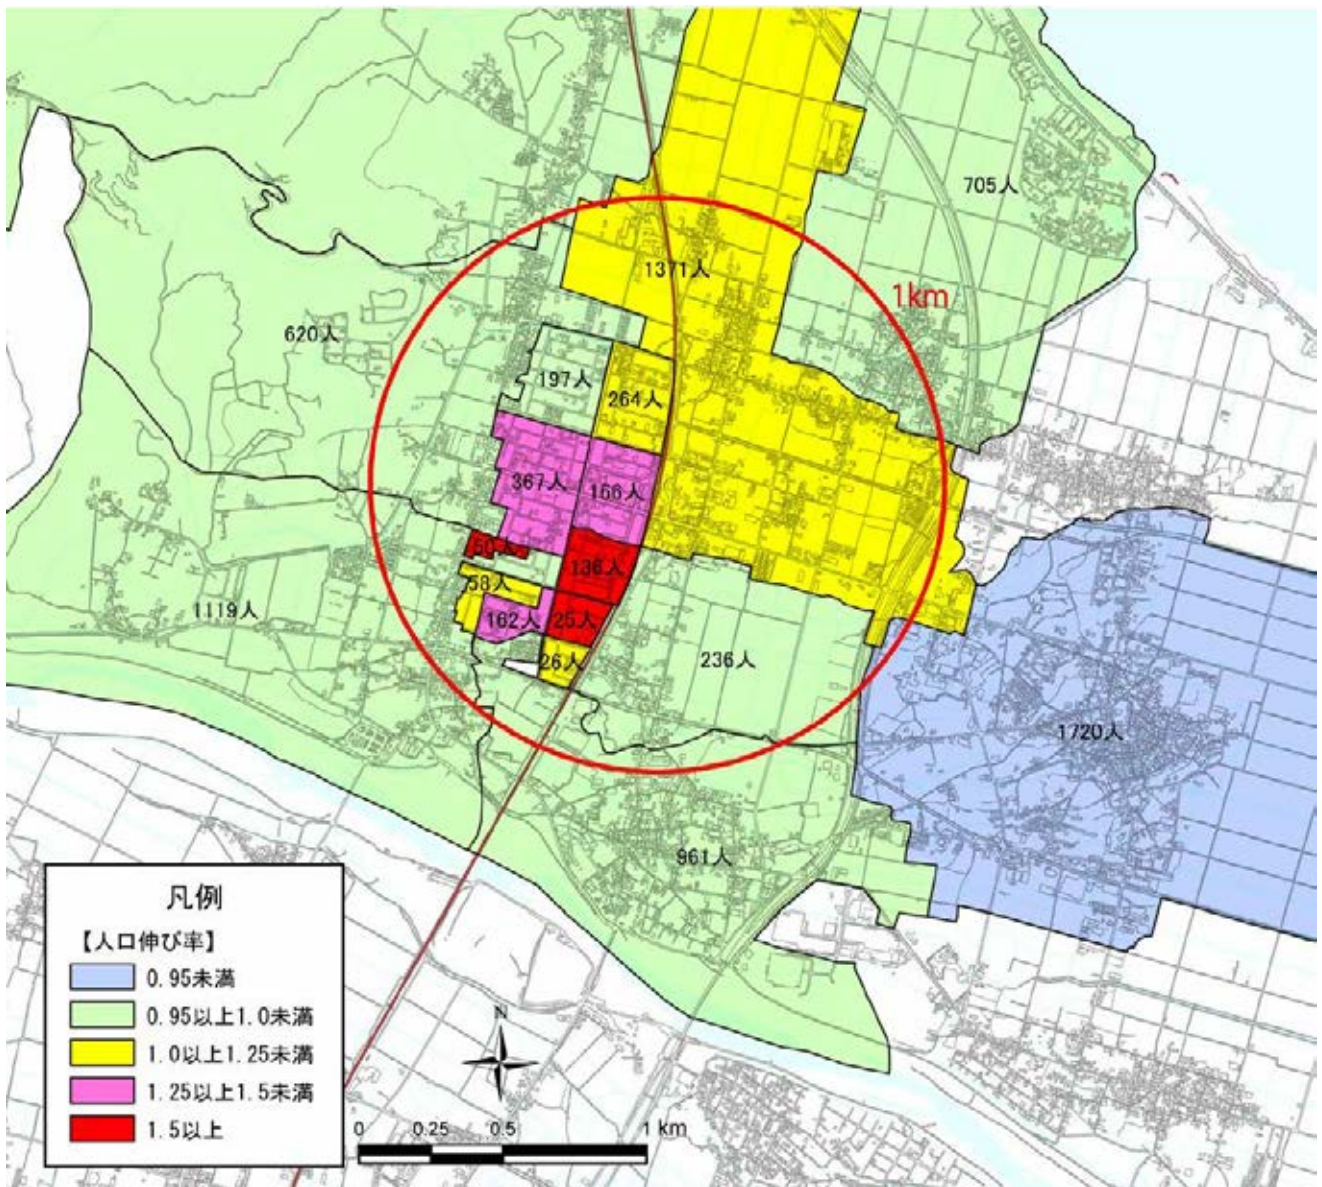 705人
1371人
1km
620人
197人
264人
367人
166人
50人
136人
58人
1119人
162人
25人
26人
236人
1720人
961人
凡例
【人口伸び率】
0.95未満
0.95以上1.0未満
1.0以上1.25未満
1.25以上1.5未満
1.5以上
N
0 0.25 0.5 1 km